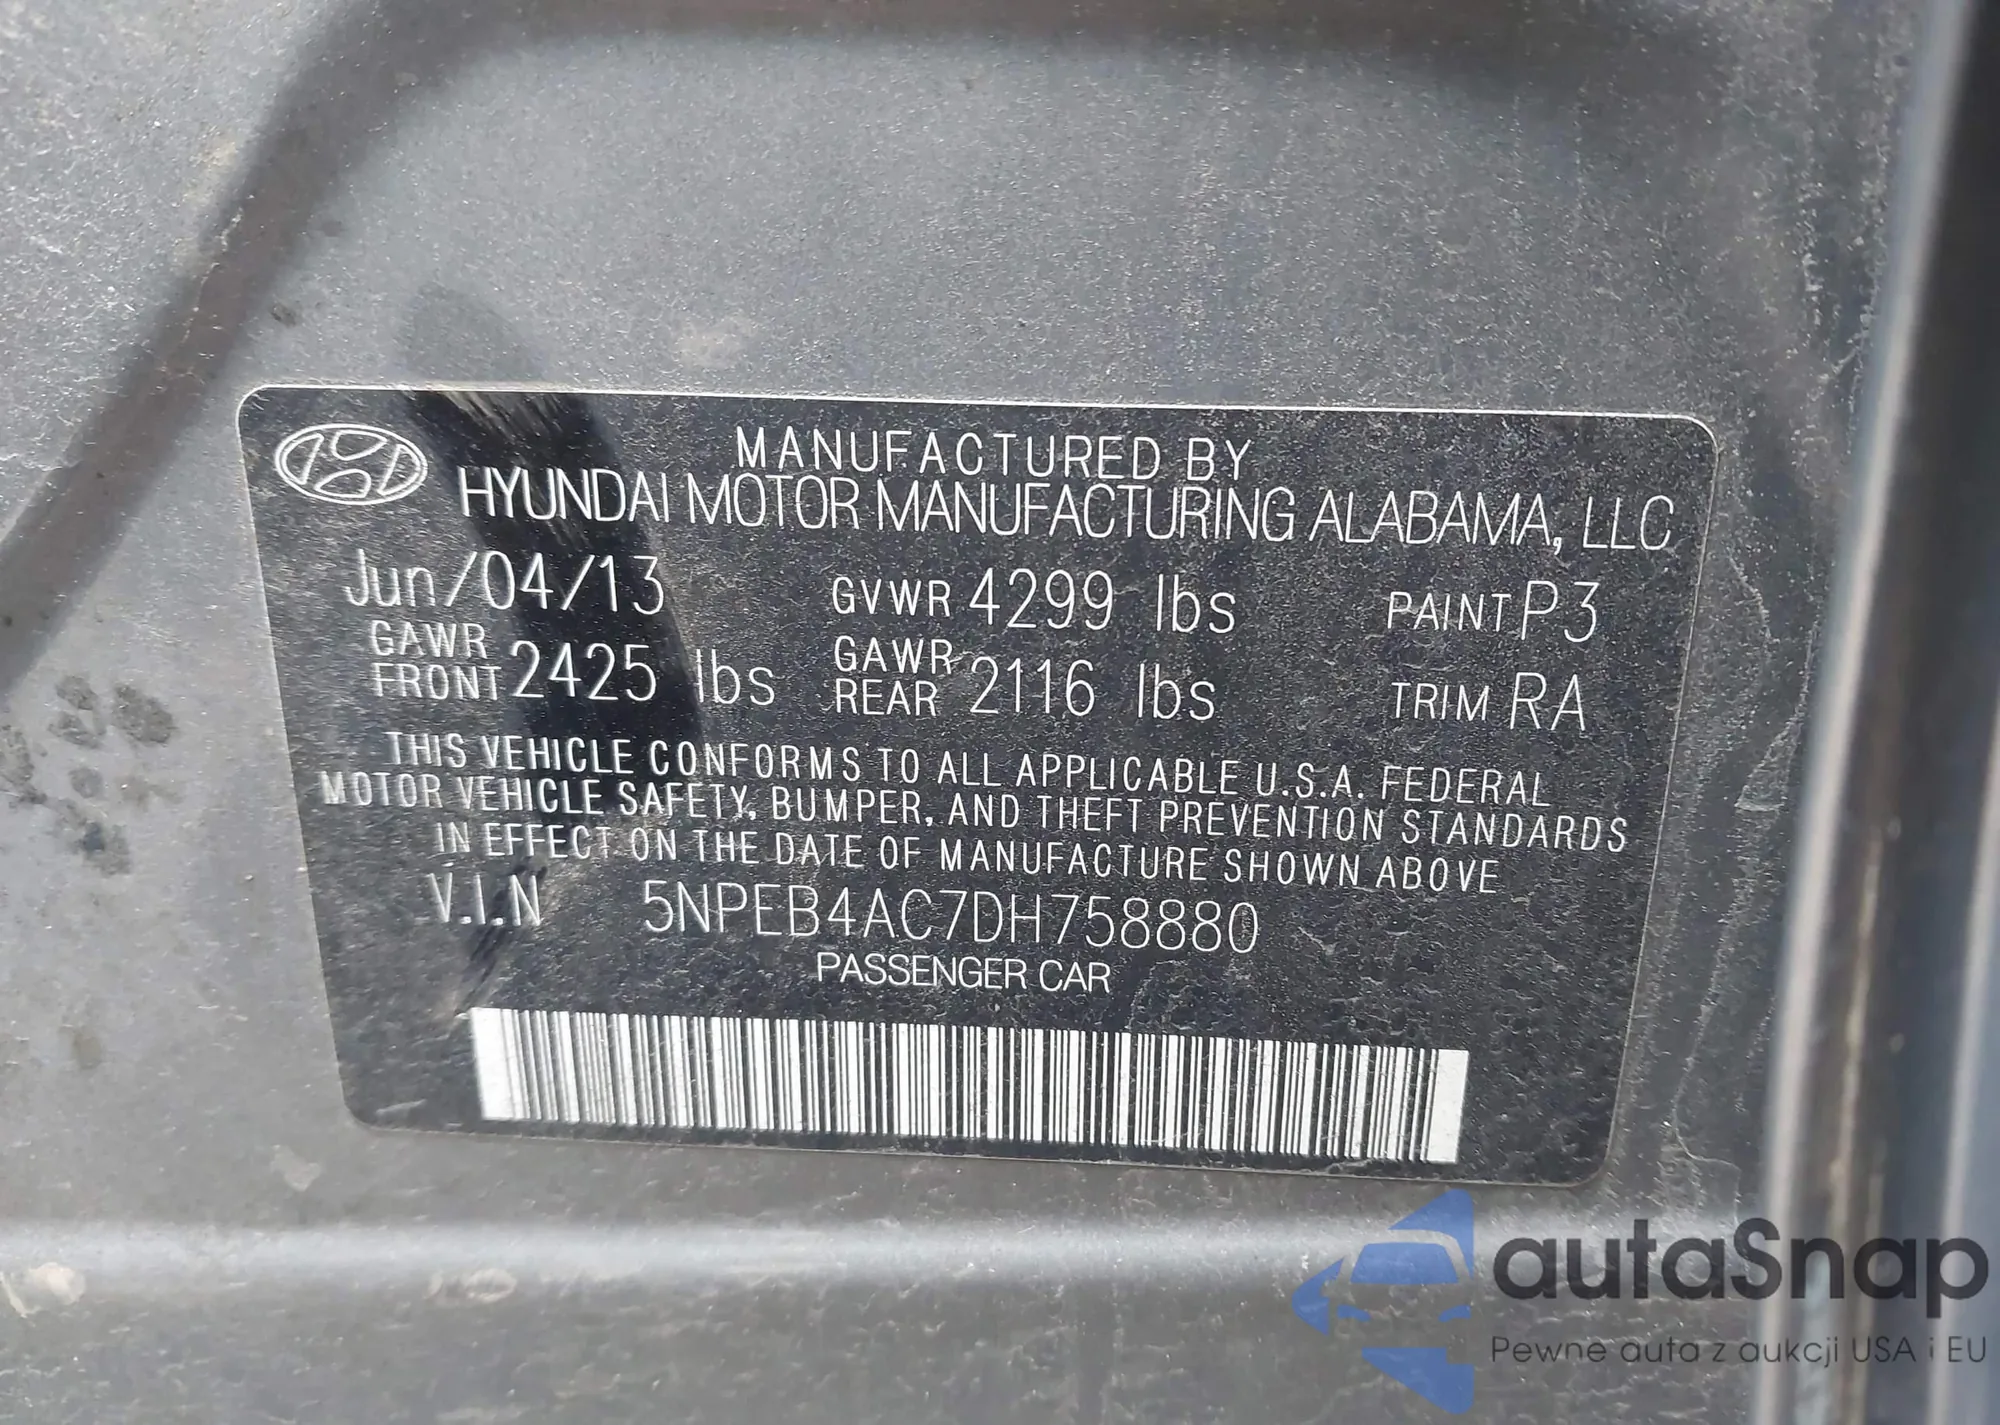 MANUFACTURED BY
HYUNDAI MOTOR MANUFACTURING ALABAMA, LLC
Jun/04/13 GVWR 4299 lbs PAINT P3
GAWR FRONT 2425 lbs GAWR REAR 2116 lbs TRIM RA
THIS VEHICLE CONFORMS TO ALL APPLICABLE U.S.A. FEDERAL
MOTOR VEHICLE SAFETY, BUMPER, AND THEFT PREVENTION STANDARDS
IN EFFECT ON THE DATE OF MANUFACTURE SHOWN ABOVE
V.I.N 5NPEB4AC7DH758880
PASSENGER CAR
autaSnap
Pewne auta z aukcji USA i EU